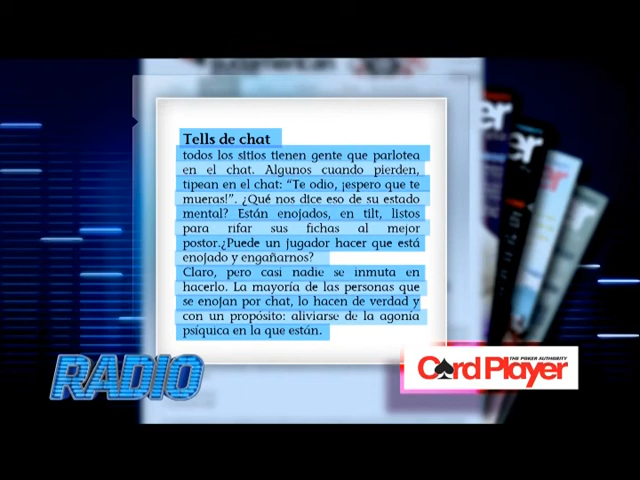 Tells de chat
todos los sitios tienen gente que parlotea
en el chat. Algunos cuando pierden,
tipean en el chat: “Te odio, ¡espero que te
mueras!”. ¿Qué nos dice eso de su estado
mental? Están enojados, en tilt, listos
para rifar sus fichas al mejor
postor.¿Puede un jugador hacer que está
enojado y engañarnos?
Claro, pero casi nadie se inmuta en
hacerlo. La mayoría de las personas que
se enojan por chat, lo hacen de verdad y
con un propósito: aliviarse de la agonía
psíquica en la que están.
RADIO
THE POKER AUTHORITY
Card Player